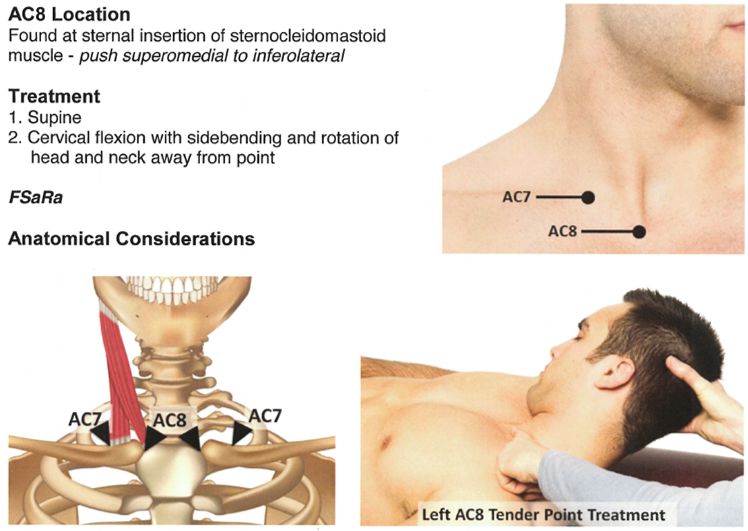 AC8 Location
Found at sternal insertion of sternocleidomastoid
muscle - push superomedial to inferolateral
Treatment
1. Supine
2. Cervical flexion with sidebending and rotation of
head and neck away from point
FSaRa
Anatomical Considerations
AC7
AC8
AC7
AC8
AC7
Left AC8 Tender Point Treatment